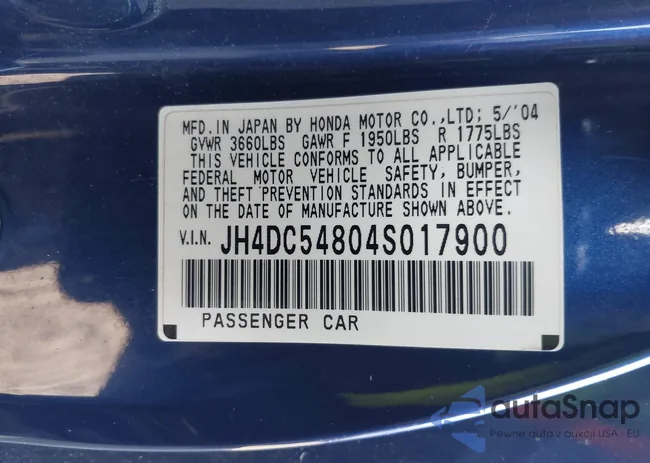 MFD. IN JAPAN BY HONDA MOTOR CO.,LTD; 5/'04
GVWR 3660LBS GAWR F 1950LBS R 1775LBS
THIS VEHICLE CONFORMS TO ALL APPLICABLE
FEDERAL MOTOR VEHICLE SAFETY, BUMPER,
AND THEFT PREVENTION STANDARDS IN EFFECT
ON THE DATE OF MANUFACTURE SHOWN ABOVE.
V.I.N. JH4DC54804S017900
PASSENGER CAR
autaSnap
Pewne auta z aukcji USA i EU